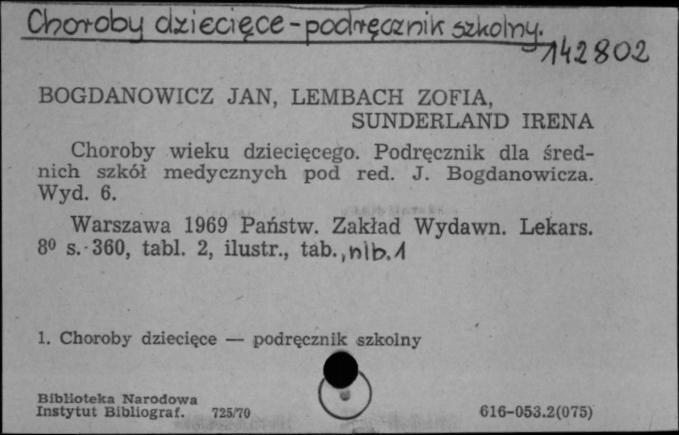 Choroby dziecięce - podręcznik szkolny.
142802
BOGDANOWICZ JAN, LEMBACH ZOFIA,
SUNDERLAND IRENA
Choroby wieku dziecięcego. Podręcznik dla śred-
nich szkół medycznych pod red. J. Bogdanowicza.
Wyd. 6.
Warszawa 1969 Państw. Zakład Wydawn. Lekars.
8⁰ s. 360, tabl. 2, ilustr., tab., nlb. 1
1. Choroby dziecięce — podręcznik szkolny
Biblioteka Narodowa
Instytut Bibliograf. 725/70
616-053.2(075)